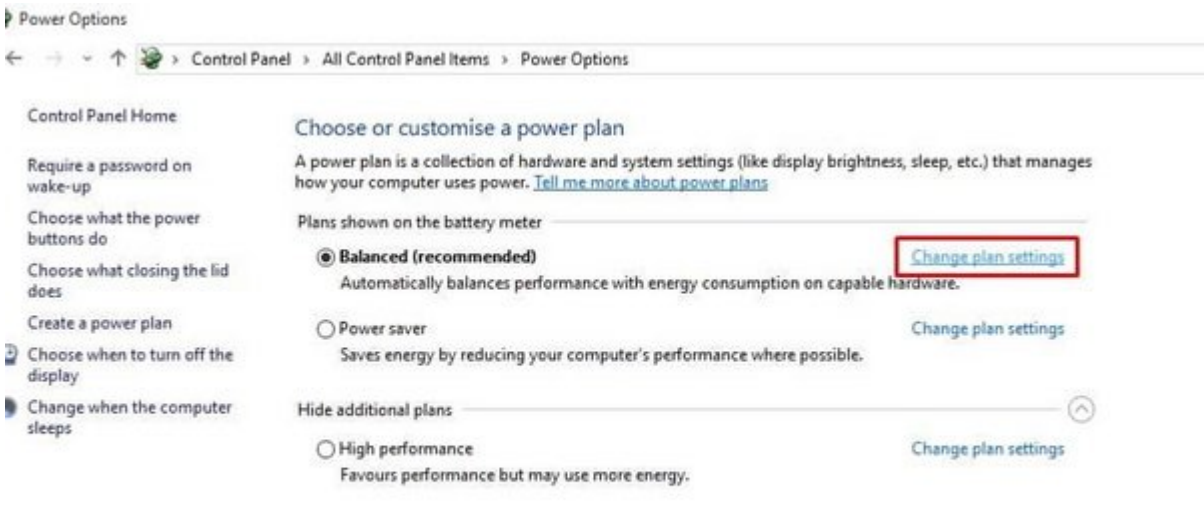 Power Options
Control Panel > All Control Panel Items > Power Options
Control Panel Home
Require a password on
wake-up
Choose what the power
buttons do
Choose what closing the lid
does
Create a power plan
Choose when to turn off the
display
Change when the computer
sleeps
Choose or customise a power plan
A power plan is a collection of hardware and system settings (like display brightness, sleep, etc.) that manages
how your computer uses power. Tell me more about power plans
Plans shown on the battery meter
Balanced (recommended)
Change plan settings
Automatically balances performance with energy consumption on capable hardware.
Power saver
Change plan settings
Saves energy by reducing your computer's performance where possible.
Hide additional plans
High performance
Change plan settings
Favours performance but may use more energy.